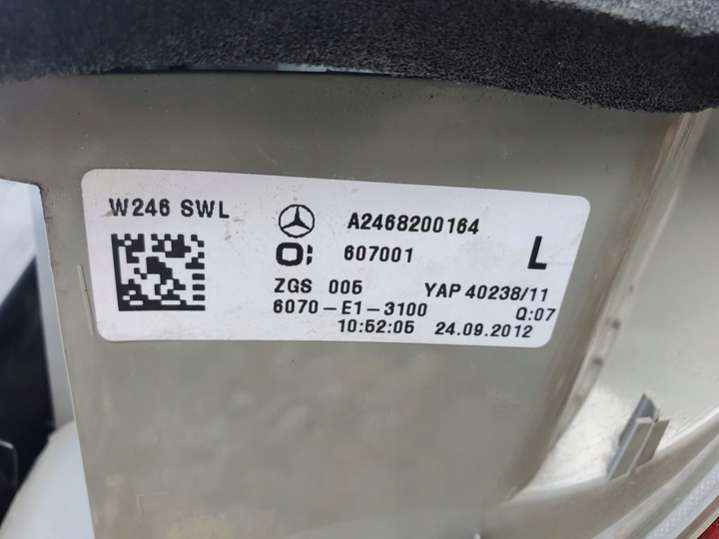 W246 SWL
A2468200164
607001
L
ZGS 005 YAP 40238/11
6070-E1-3100 Q:07
10:52:05 24.09.2012